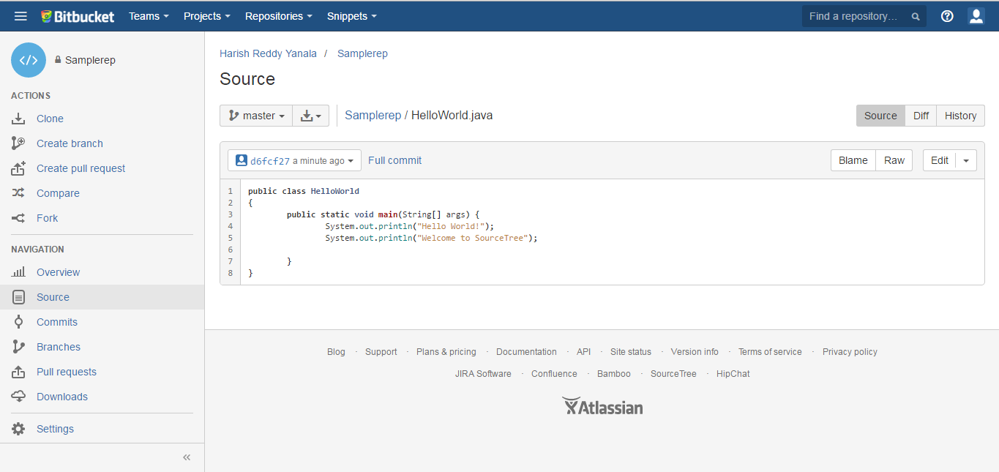 Bitbucket Teams Projects Repositories Snippets Find a repository...
</> Samplerep
ACTIONS
Clone
Create branch
Create pull request
Compare
Fork
NAVIGATION
Overview
Source
Commits
Branches
Pull requests
Downloads
Settings
«
Harish Reddy Yanala / Samplerep
Source
master Samplerep / HelloWorld.java Source Diff History
d6fcf27 a minute ago Full commit Blame Raw Edit
1 public class HelloWorld
2 {
3 public static void main(String[] args) {
4 System.out.println("Hello World!");
5 System.out.println("Welcome to SourceTree");
6
7 }
8 }
Blog · Support · Plans & pricing · Documentation · API · Site status · Version info · Terms of service · Privacy policy
JIRA Software · Confluence · Bamboo · SourceTree · HipChat
Atlassian